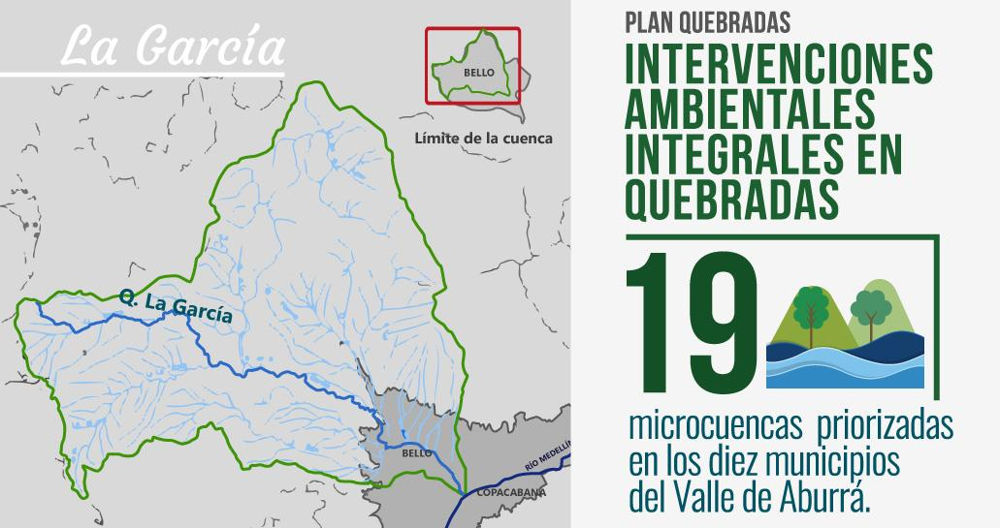 La García
BELLO
Límite de la cuenca
Q. La García
BELLO
RÍO MEDELLÍN
COPACABANA
PLAN QUEBRADAS
INTERVENCIONES
AMBIENTALES
INTEGRALES EN
QUEBRADAS
19
microcuencas priorizadas
en los diez municipios
del Valle de Aburrá.